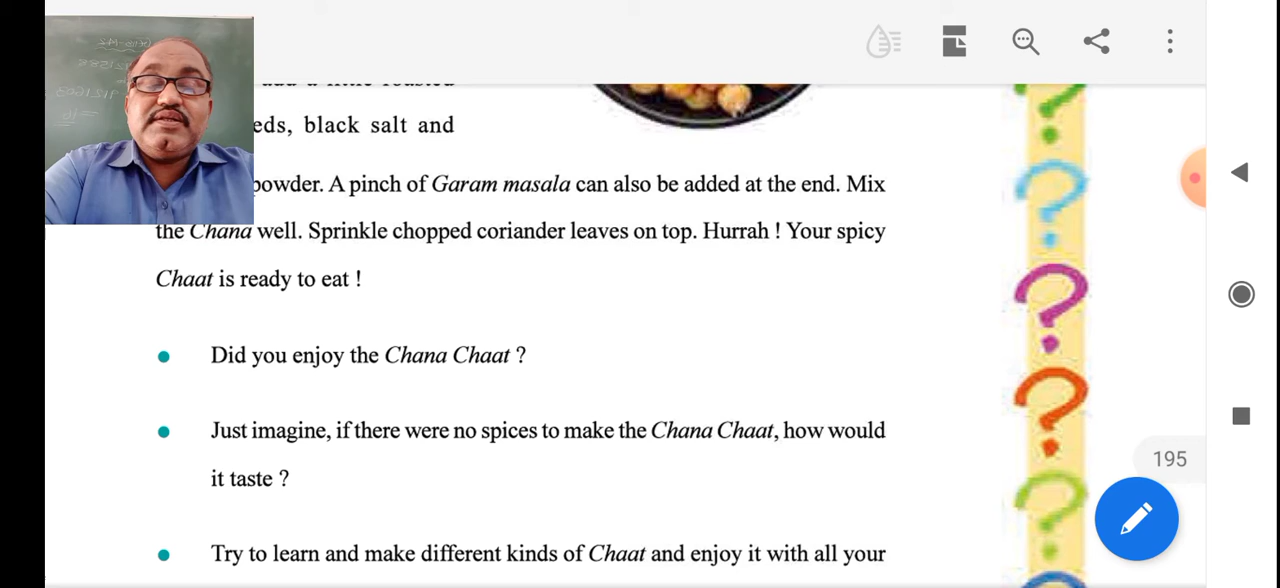 eds, black salt and
powder. A pinch of Garam masala can also be added at the end. Mix
the Chana well. Sprinkle chopped coriander leaves on top. Hurrah ! Your spicy
Chaat is ready to eat !
• Did you enjoy the Chana Chaat ?
• Just imagine, if there were no spices to make the Chana Chaat, how would
it taste ?
195
• Try to learn and make different kinds of Chaat and enjoy it with all your